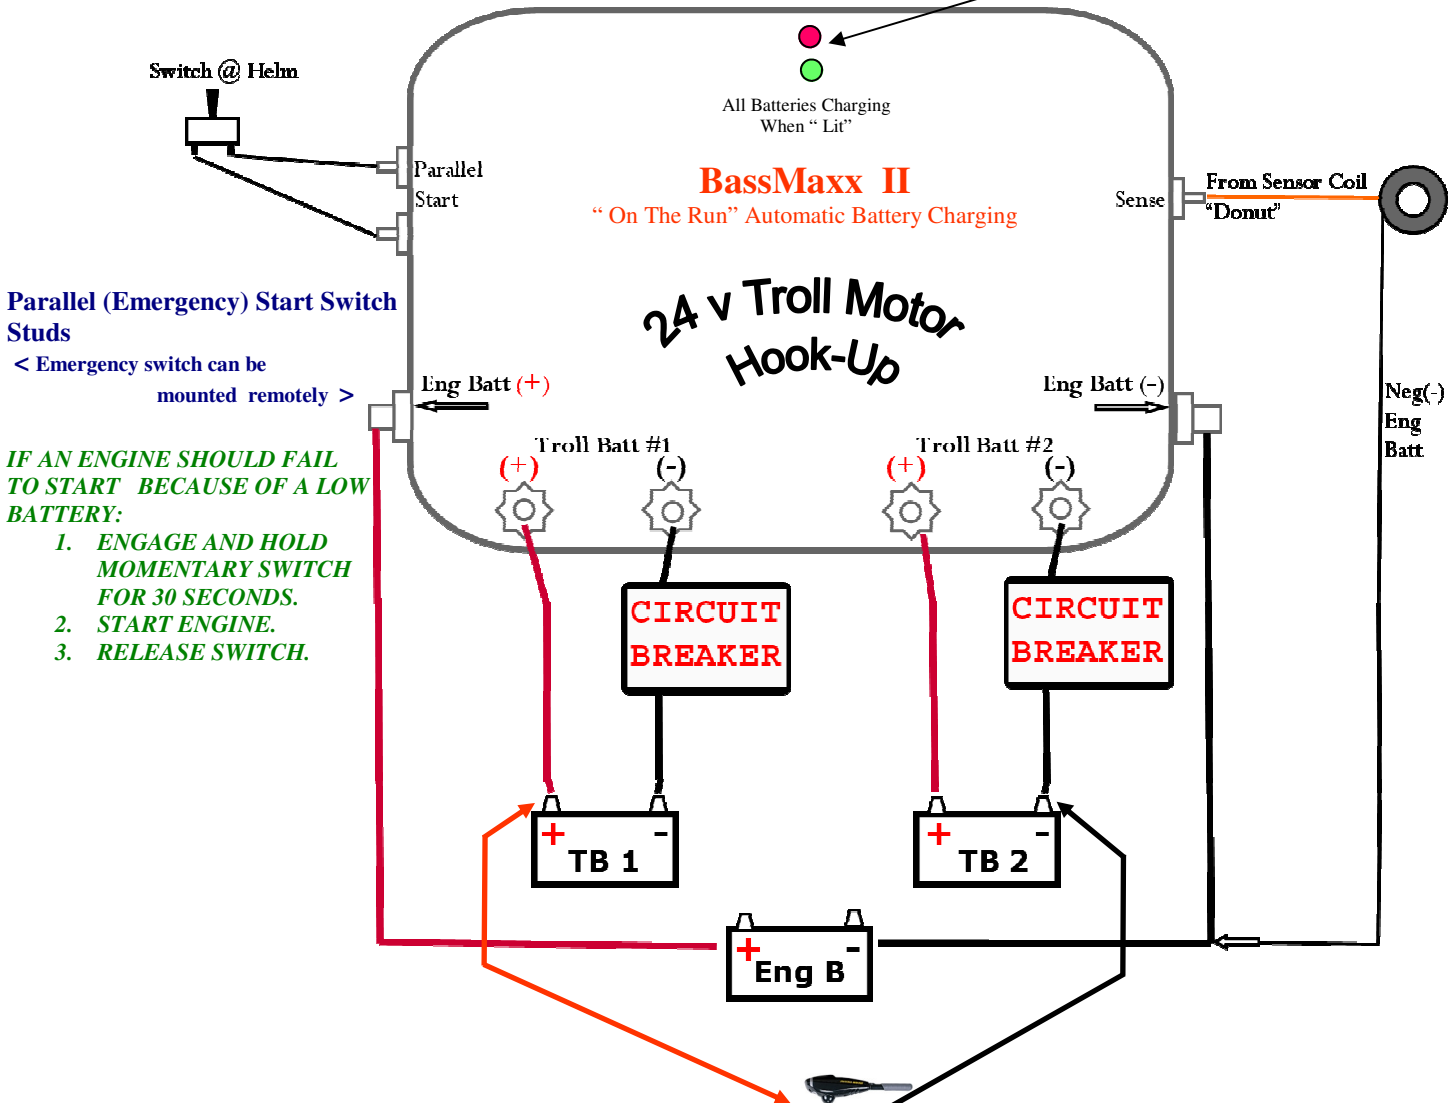 Switch @ Helm
All Batteries Charging
When “ Lit”
BassMaxx II
“ On The Run” Automatic Battery Charging
Parallel
Start
Sense
From Sensor Coil
“Donut”
24 v Troll Motor
Hook-Up
Parallel (Emergency) Start Switch
Studs
< Emergency switch can be
mounted remotely >
Eng Batt (+)
Eng Batt (-)
Neg(-)
Eng
Batt
Troll Batt #1
(+) (-)
Troll Batt #2
(+) (-)
IF AN ENGINE SHOULD FAIL
TO START BECAUSE OF A LOW
BATTERY:
1. ENGAGE AND HOLD
MOMENTARY SWITCH
FOR 30 SECONDS.
2. START ENGINE.
3. RELEASE SWITCH.
CIRCUIT
BREAKER
CIRCUIT
BREAKER
+ -
TB 1
+ -
TB 2
+ -
Eng B